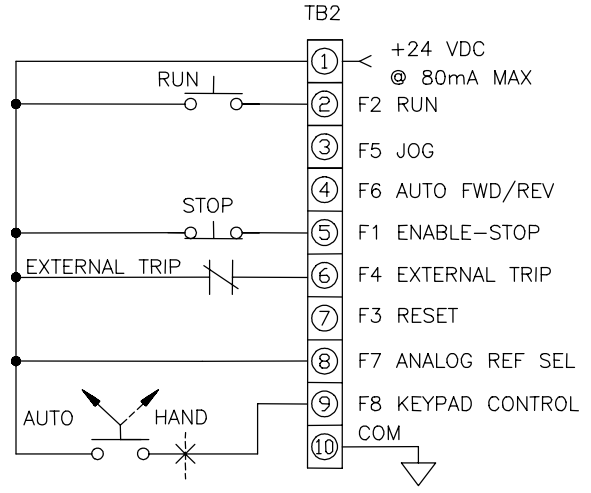 TB2
1 +24 VDC
@ 80mA MAX
RUN 2 F2 RUN
3 F5 JOG
4 F6 AUTO FWD/REV
STOP
5 F1 ENABLE-STOP
EXTERNAL TRIP 6 F4 EXTERNAL TRIP
7 F3 RESET
8 F7 ANALOG REF SEL
AUTO HAND 9 F8 KEYPAD CONTROL
10 COM